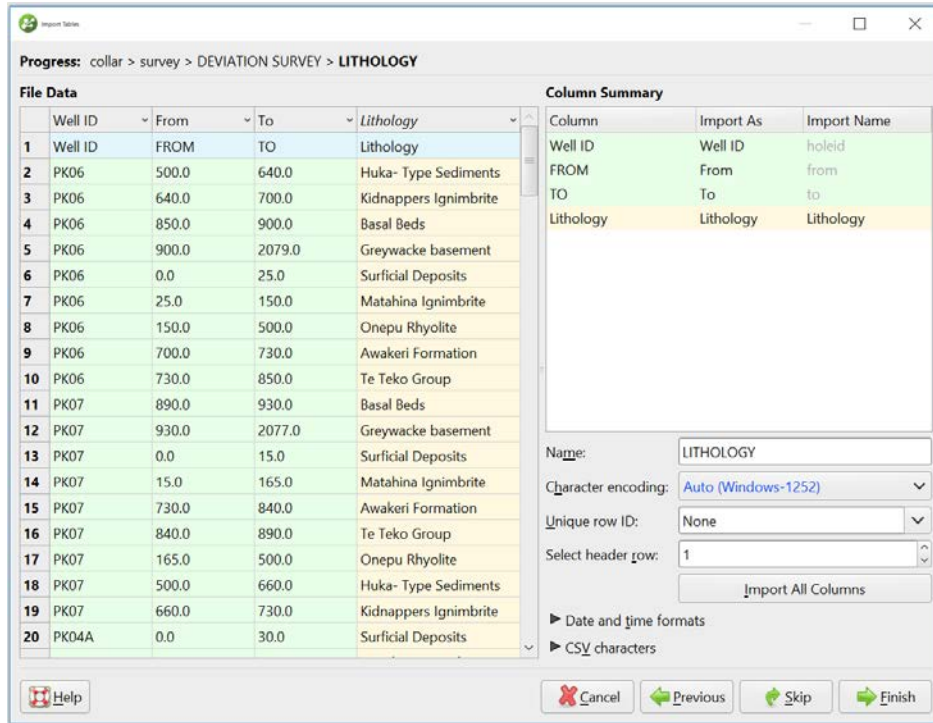 Import Tables
Progress: collar > survey > DEVIATION SURVEY > LITHOLOGY
File Data
Well ID From To Lithology
1 Well ID FROM TO Lithology
2 PK06 500.0 640.0 Huka- Type Sediments
3 PK06 640.0 700.0 Kidnappers Ignimbrite
4 PK06 850.0 900.0 Basal Beds
5 PK06 900.0 2079.0 Greywacke basement
6 PK06 0.0 25.0 Surficial Deposits
7 PK06 25.0 150.0 Matahina Ignimbrite
8 PK06 150.0 500.0 Onepu Rhyolite
9 PK06 700.0 730.0 Awakeri Formation
10 PK06 730.0 850.0 Te Teko Group
11 PK07 890.0 930.0 Basal Beds
12 PK07 930.0 2077.0 Greywacke basement
13 PK07 0.0 15.0 Surficial Deposits
14 PK07 15.0 165.0 Matahina Ignimbrite
15 PK07 730.0 840.0 Awakeri Formation
16 PK07 840.0 890.0 Te Teko Group
17 PK07 165.0 500.0 Onepu Rhyolite
18 PK07 500.0 660.0 Huka- Type Sediments
19 PK07 660.0 730.0 Kidnappers Ignimbrite
20 PK04A 0.0 30.0 Surficial Deposits
Column Summary
Column Import As Import Name
Well ID Well ID holeid
FROM From from
TO To to
Lithology Lithology Lithology
Name: LITHOLOGY
Character encoding: Auto (Windows-1252)
Unique row ID: None
Select header row: 1
Import All Columns
Date and time formats
CSV characters
Help Cancel Previous Skip Finish